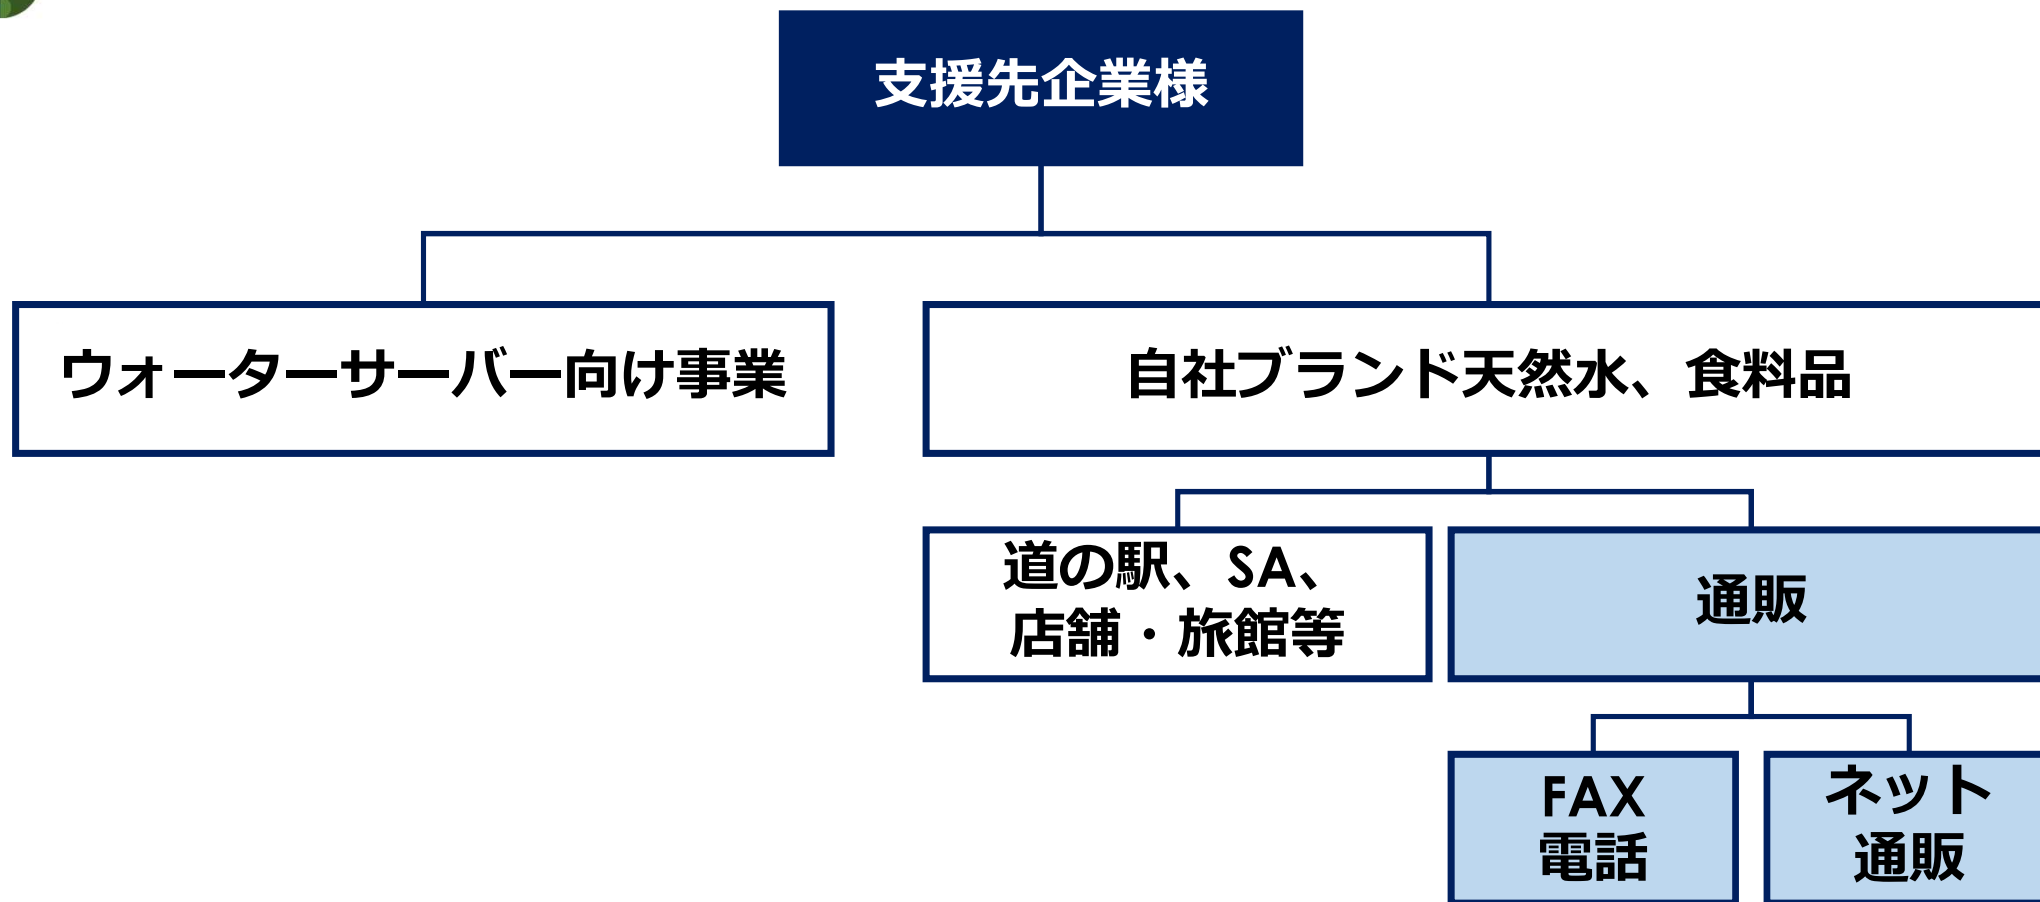 支援先企業様
ウォーターサーバー向け事業
自社ブランド天然水、食料品
道の駅、SA、
店舗・旅館等
通販
FAX
電話
ネット
通販